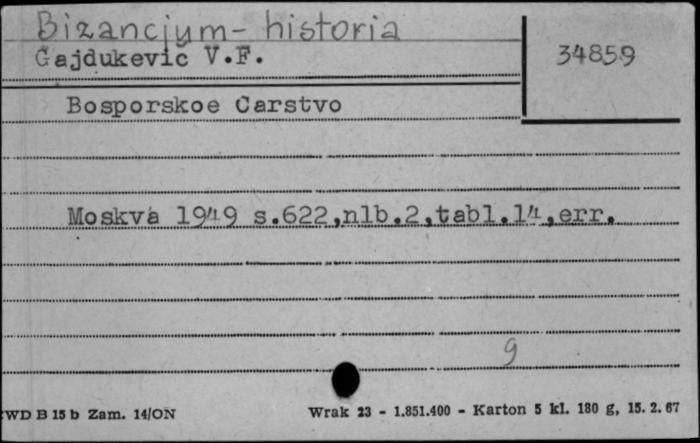 Bizancjum - historia
Gajdukevič V.F.
34859
Bosporskoe Carstvo
Moskva 1949 s.622,nlb.2,tabl.14,err.
9
WD B 15 b Zam. 14/ON
Wrak 23 - 1.851.400 - Karton 5 kl. 180 g, 15. 2. 67